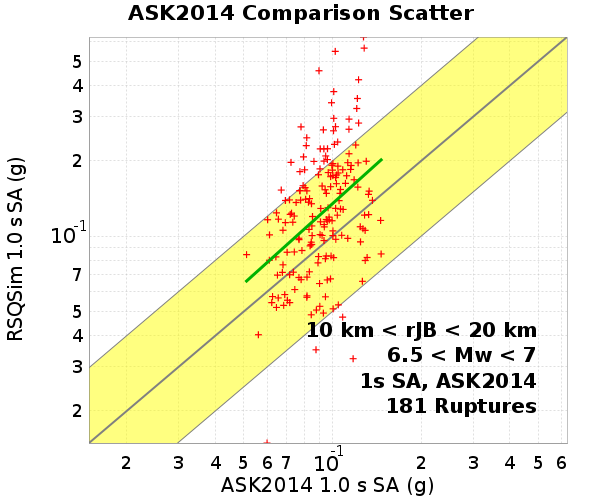 ASK2014 Comparison Scatter
RSQSim 1.0 s SA (g)
5
4
3
2
10⁻¹
7
5
4
3
2
10 km < rJB < 20 km
6.5 < Mw < 7
1s SA, ASK2014
181 Ruptures
2 3 4 5 6 7 10⁻¹ 2 3 4 5 6
ASK2014 1.0 s SA (g)